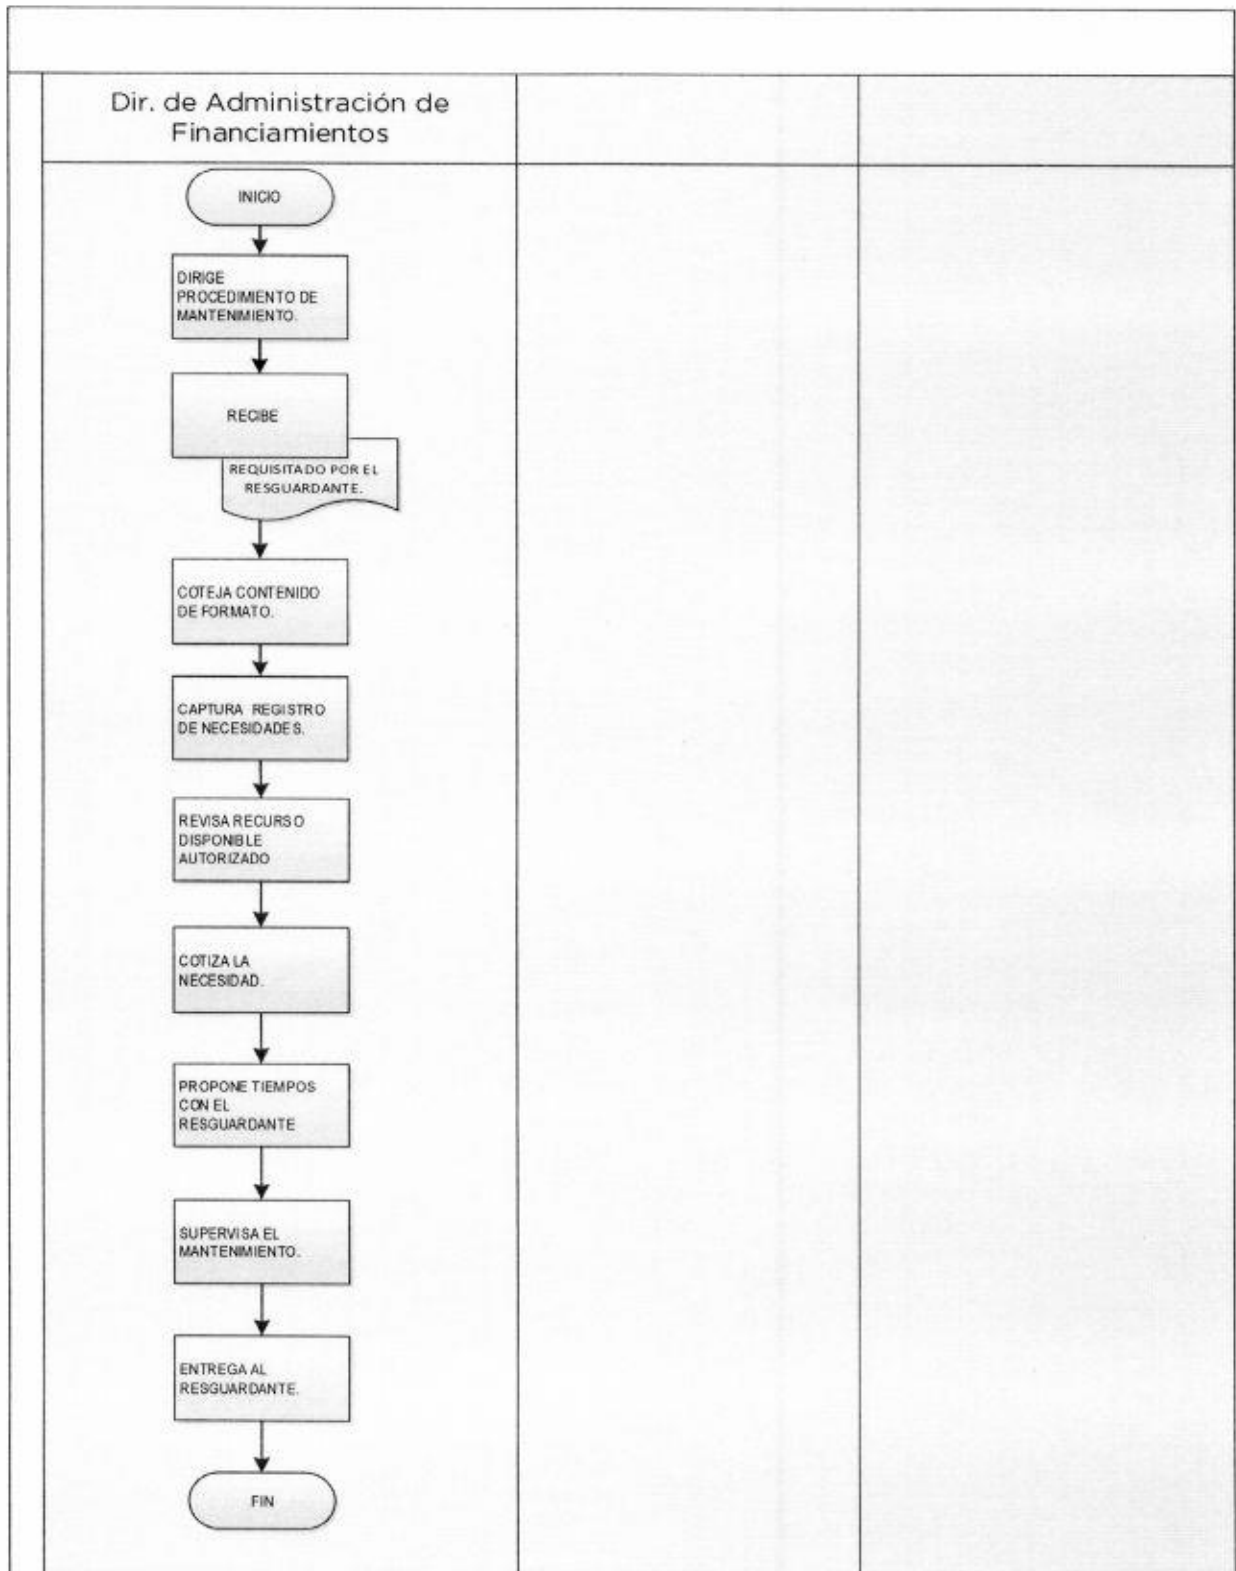 Dir. de Administración de
Financiamientos
INICIO
DIRIGE
PROCEDIMIENTO DE
MANTENIMIENTO.
RECIBE
REQUISITADO POR EL
RESGUARDANTE.
COTEJA CONTENIDO
DE FORMATO.
CAPTURA REGISTRO
DE NECESIDADES.
REVISA RECURSO
DISPONIBLE
AUTORIZADO
COTIZA LA
NECESIDAD.
PROPONE TIEMPOS
CON EL
RESGUARDANTE
SUPERVISA EL
MANTENIMIENTO.
ENTREGA AL
RESGUARDANTE.
FIN